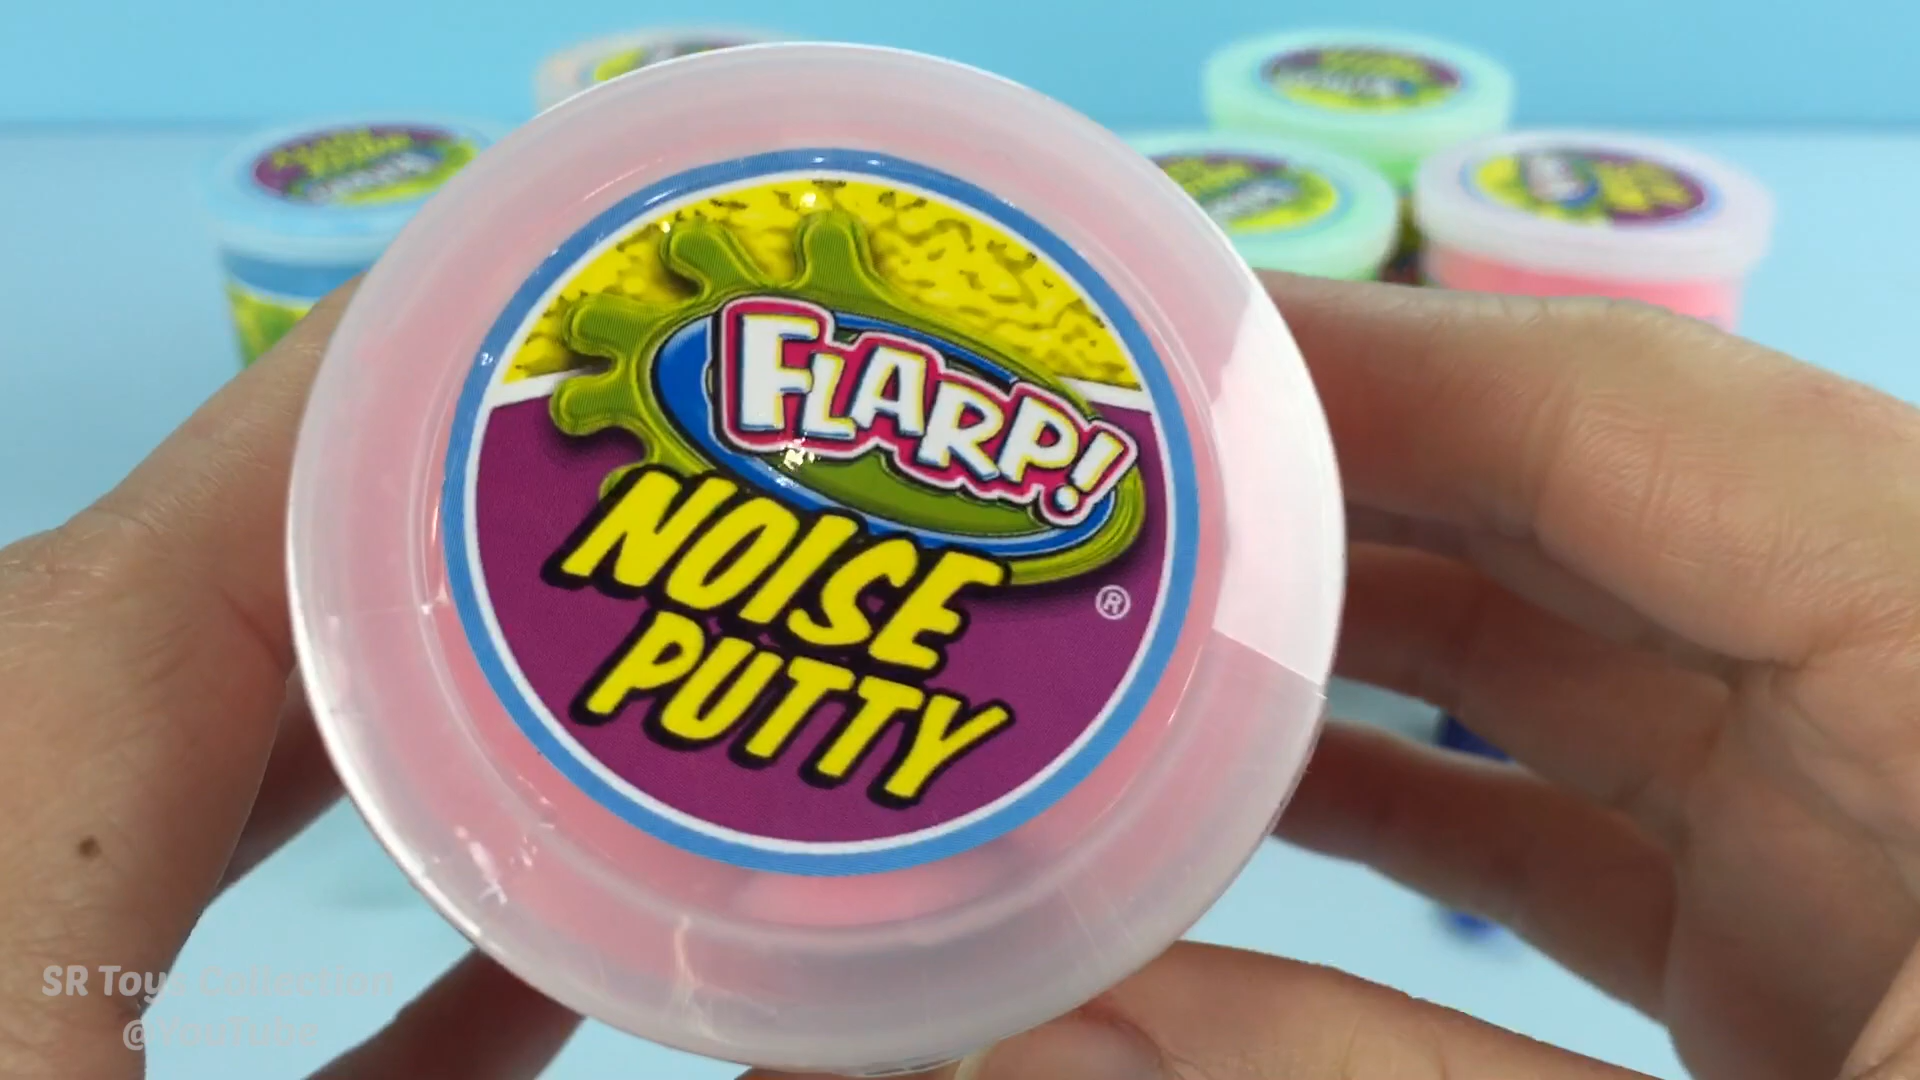 FLARP!
NOISE
PUTTY
®
SR Toys Collection
@YouTube